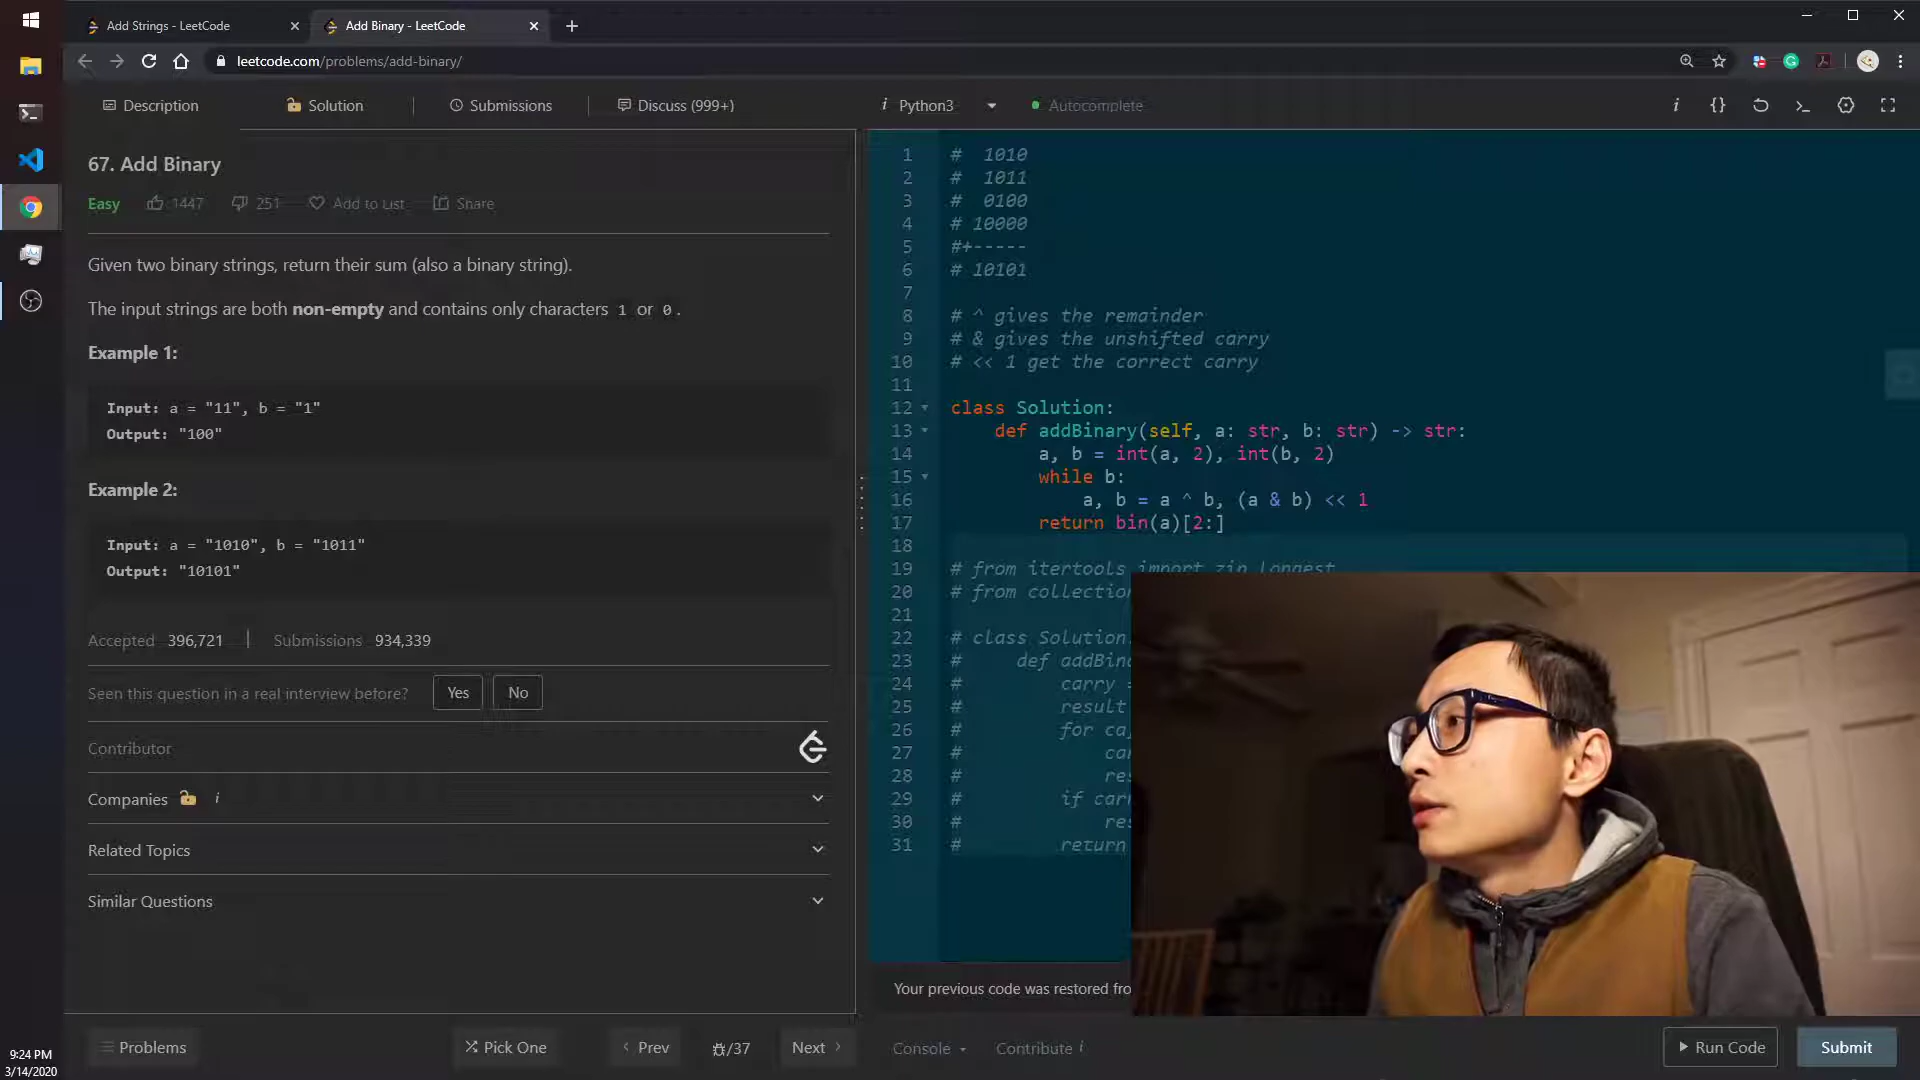 Add Strings - LeetCode
Add Binary - LeetCode
leetcode.com/problems/add-binary/
Description
Solution
Submissions
Discuss (999+)
i Python3
Autocomplete
67. Add Binary
Easy
1447
251
Add to List
Share
Given two binary strings, return their sum (also a binary string).
The input strings are both non-empty and contains only characters 1 or 0.
Example 1:
Input: a = "11", b = "1"
Output: "100"
Example 2:
Input: a = "1010", b = "1011"
Output: "10101"
Accepted 396,721
Submissions 934,339
Seen this question in a real interview before?
Yes
No
Contributor
Companies i
Related Topics
Similar Questions
Problems
Pick One
Prev
/37
Next
1 # 1010
2 # 1011
3 # 0100
4 # 10000
5 #+-----
6 # 10101
7
8 # ^ gives the remainder
9 # & gives the unshifted carry
10 # << 1 get the correct carry
11
12 class Solution:
13 def addBinary(self, a: str, b: str) -> str:
14 a, b = int(a, 2), int(b, 2)
15 while b:
16 a, b = a ^ b, (a & b) << 1
17 return bin(a)[2:]
18
19 # from itertools import zip_longest
20 # from collection
21
22 # class Solution
23 # def addBina
24 # carry =
25 # result
26 # for ca
27 # car
28 # res
29 # if carr
30 # res
31 # return
Your previous code was restored fro
Console
Contribute i
Run Code
Submit
9:24 PM
3/14/2020